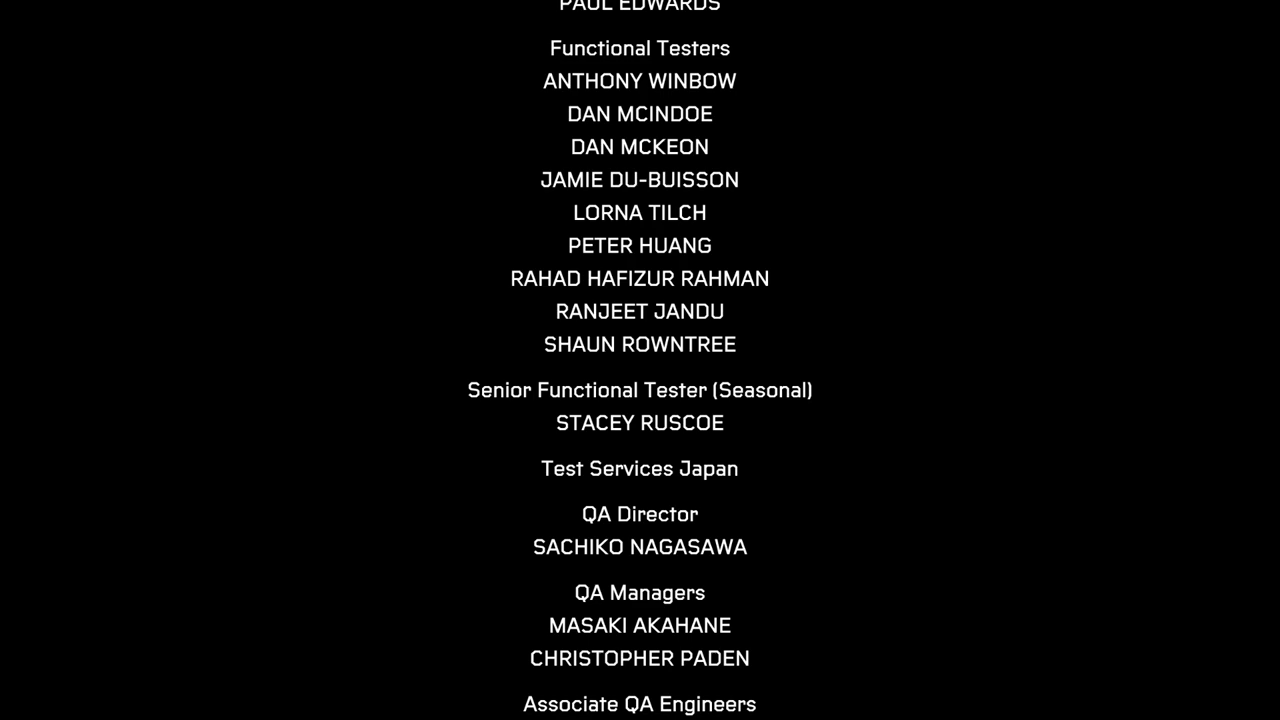 PAUL EDWARDS
Functional Testers
ANTHONY WINBOW
DAN MCINDOE
DAN MCKEON
JAMIE DU-BUISSON
LORNA TILCH
PETER HUANG
RAHAD HAFIZUR RAHMAN
RANJEET JANDU
SHAUN ROWNTREE
Senior Functional Tester (Seasonal)
STACEY RUSCOE
Test Services Japan
QA Director
SACHIKO NAGASAWA
QA Managers
MASAKI AKAHANE
CHRISTOPHER PADEN
Associate QA Engineers